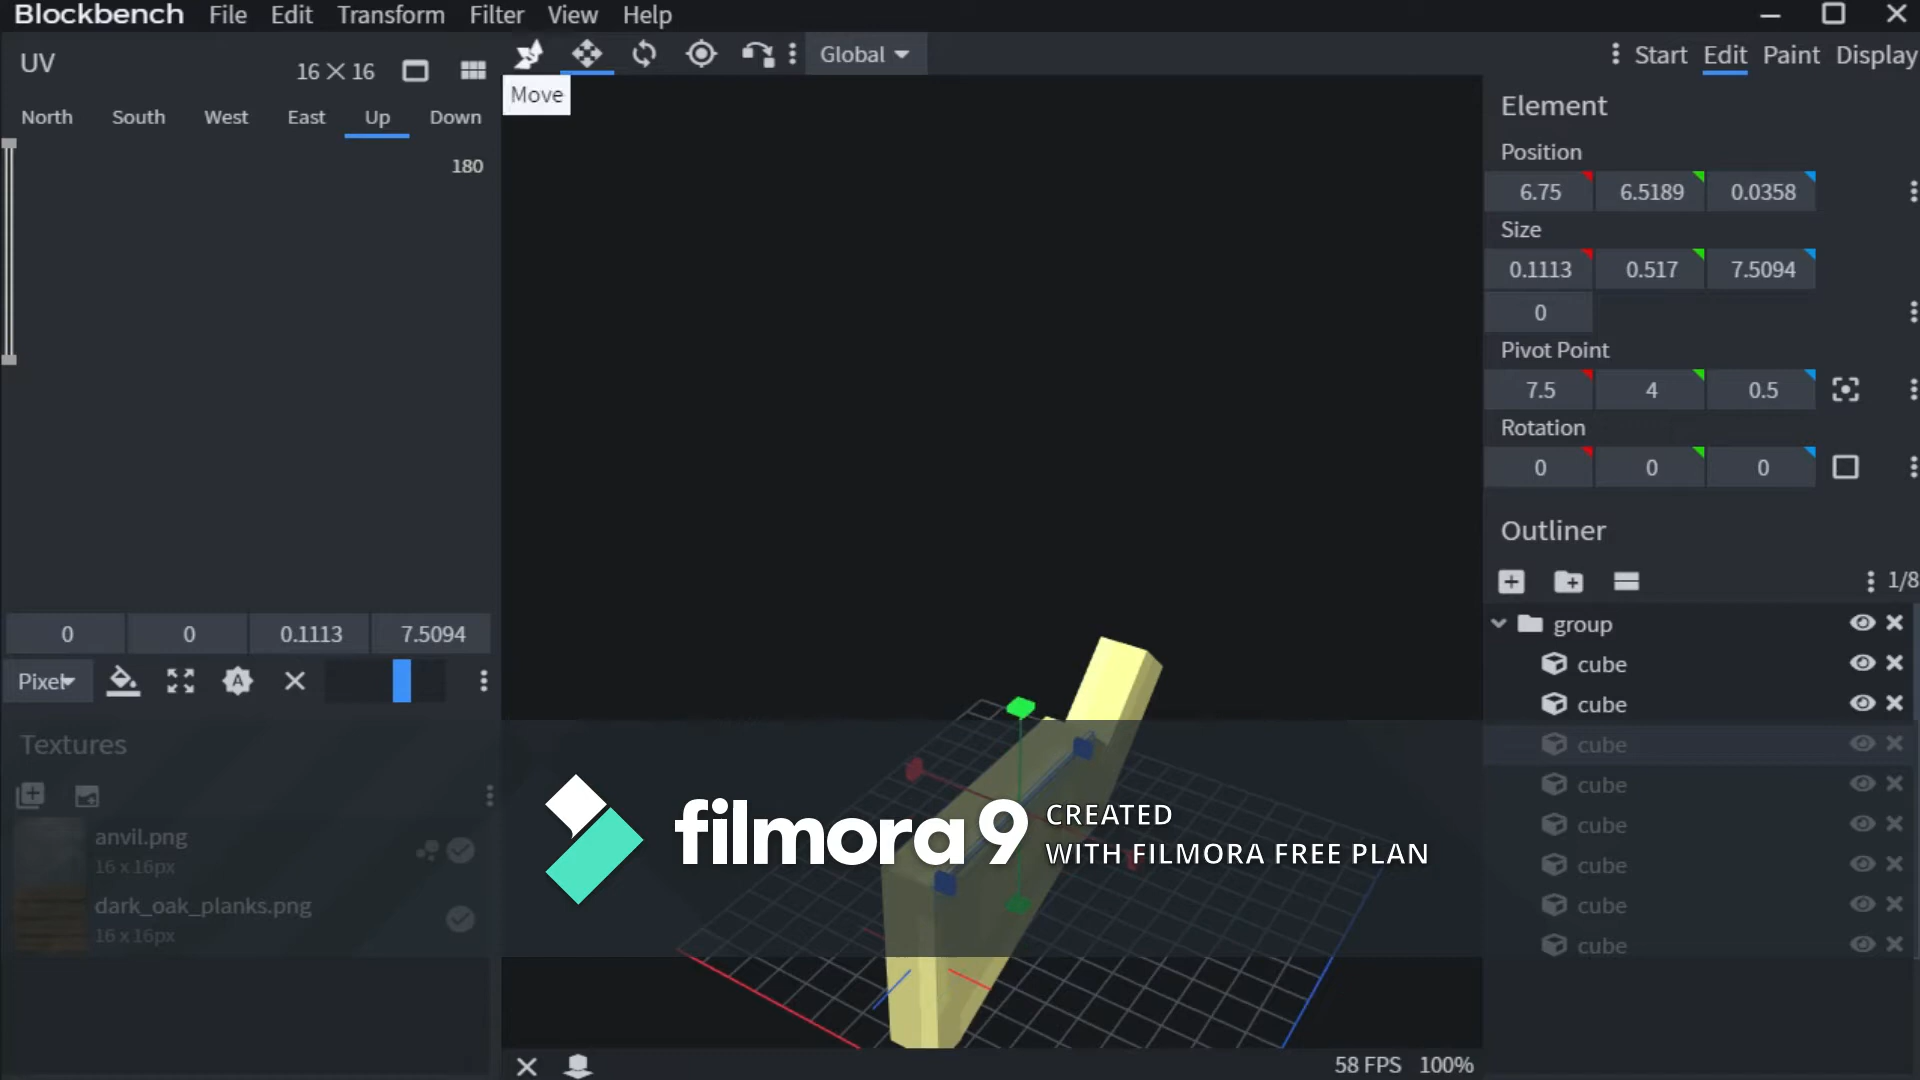 Blockbench File Edit Transform Filter View Help
UV
16 × 16
North South West East Up Down
180
Move
Global
Start Edit Paint Display
Element
Position
6.75 6.5189 0.0358
Size
0.1113 0.517 7.5094
0
Pivot Point
7.5 4 0.5
Rotation
0 0 0
Outliner
1/8
group
cube
cube
cube
cube
cube
cube
cube
cube
0 0 0.1113 7.5094
Pixel
A
Textures
anvil.png
16 x 16px
dark_oak_planks.png
16 x 16px
filmora9
CREATED
WITH FILMORA FREE PLAN
58 FPS 100%